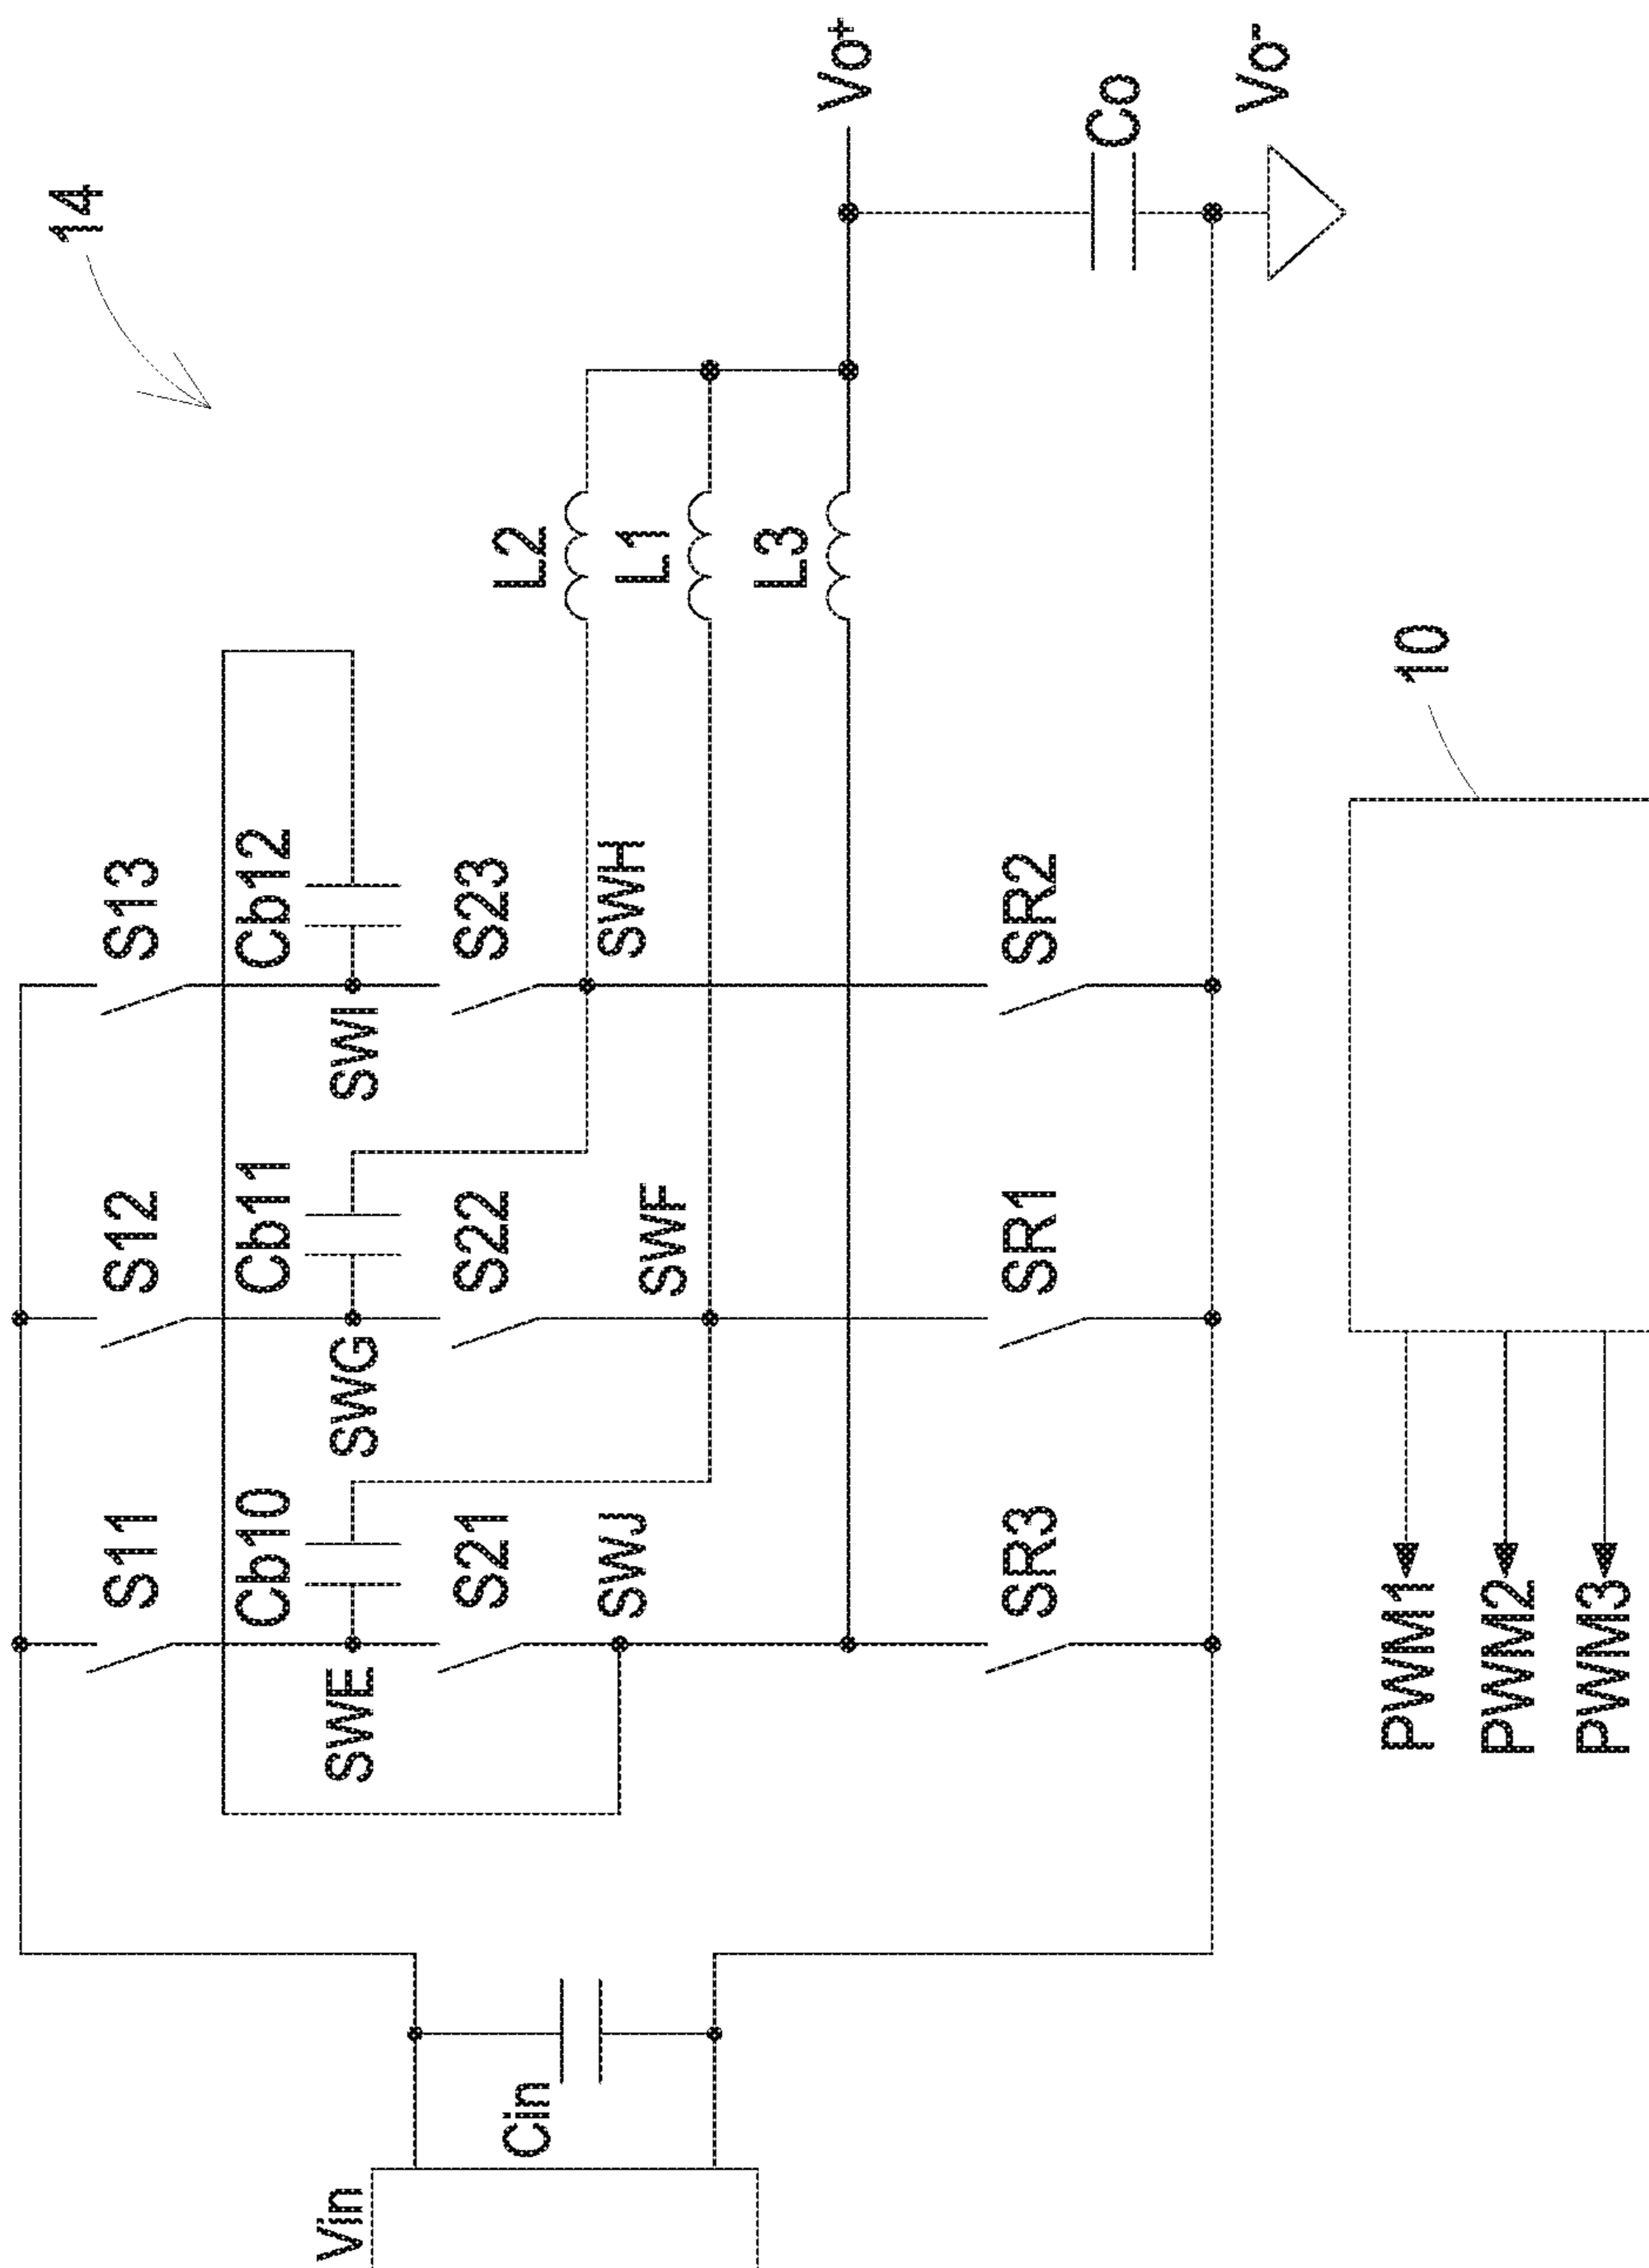 14
S11
S12
S13
Cb10
Cb11
Cb12
SWE
SWG
SWI
S21
S22
S23
SWJ
SWF
SWH
L2
L1
L3
Vo+
Vin
Cin
SR3
SR1
SR2
Co
Vo-
10
PWM1
PWM2
PWM3